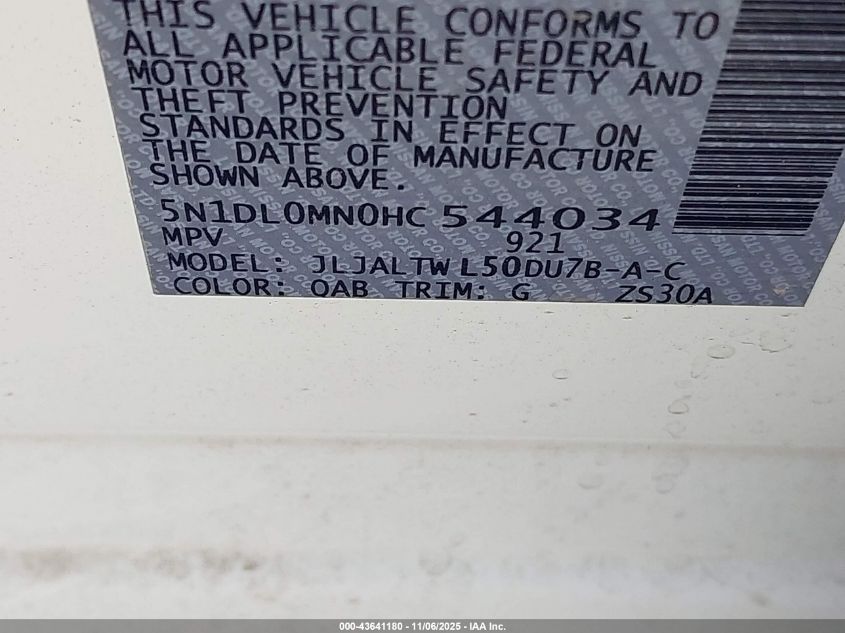 THIS VEHICLE CONFORMS TO
ALL APPLICABLE FEDERAL
MOTOR VEHICLE SAFETY AND
THEFT PREVENTION
STANDARDS IN EFFECT ON
THE DATE OF MANUFACTURE
SHOWN ABOVE.
5N1DL0MN0HC544034
MPV 921
MODEL: JLJALTWL50DU7B-A-C
COLOR: QAB TRIM: G ZS30A
000-43641180 - 11/06/2025 - IAA Inc.